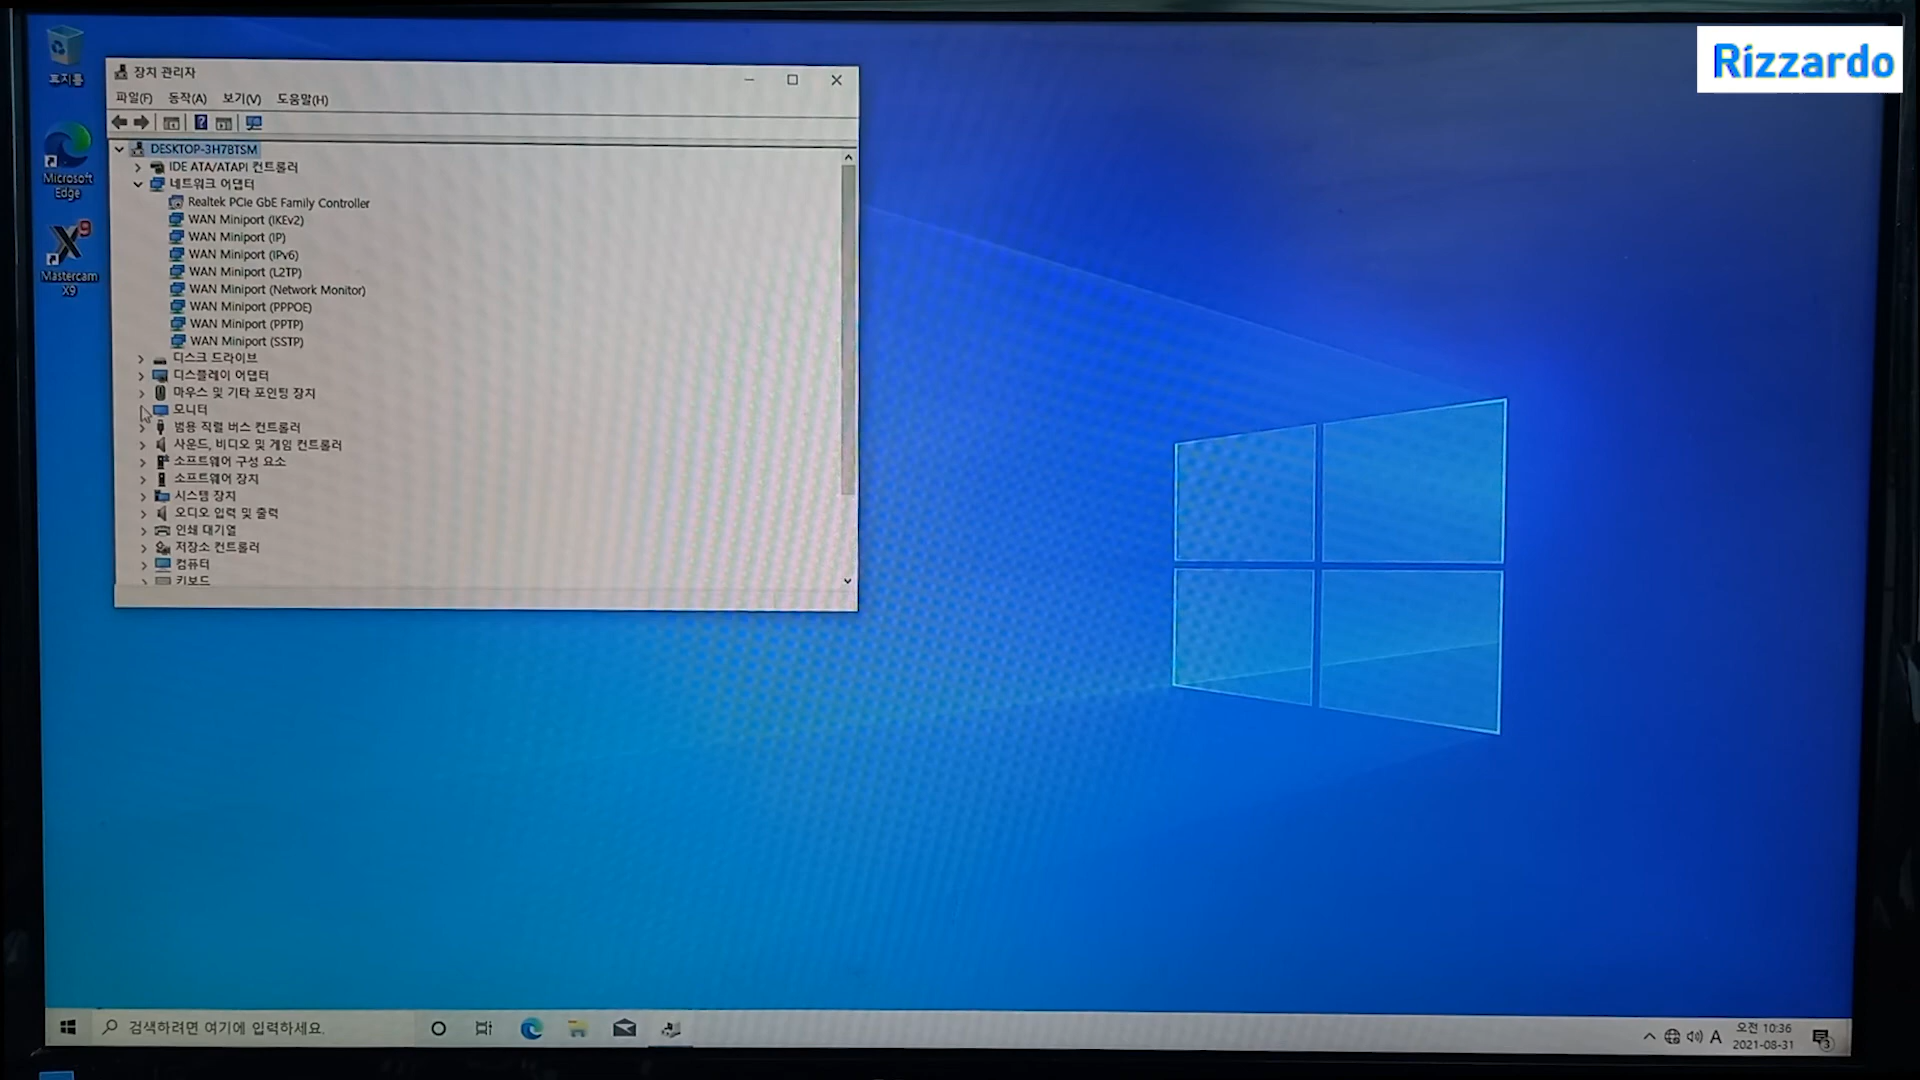 Rizzardo
휴지통
Microsoft
Edge
Mastercam
X9
장치 관리자
파일(F) 동작(A) 보기(V) 도움말(H)
DESKTOP-3H7BTSM
IDE ATA/ATAPI 컨트롤러
네트워크 어댑터
Realtek PCIe GbE Family Controller
WAN Miniport (IKEv2)
WAN Miniport (IP)
WAN Miniport (IPv6)
WAN Miniport (L2TP)
WAN Miniport (Network Monitor)
WAN Miniport (PPPOE)
WAN Miniport (PPTP)
WAN Miniport (SSTP)
디스크 드라이브
디스플레이 어댑터
마우스 및 기타 포인팅 장치
모니터
범용 직렬 버스 컨트롤러
사운드, 비디오 및 게임 컨트롤러
소프트웨어 구성 요소
소프트웨어 장치
시스템 장치
오디오 입력 및 출력
인쇄 대기열
저장소 컨트롤러
컴퓨터
키보드
검색하려면 여기에 입력하세요.
A
오전 10:36
2021-08-31
3